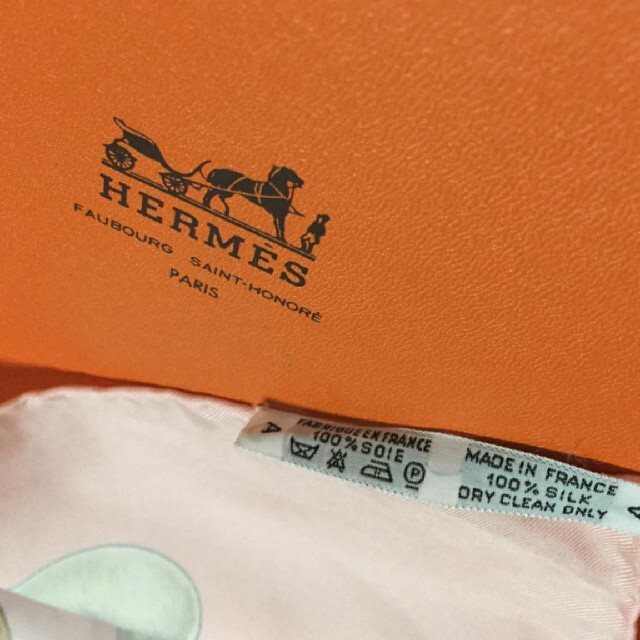 HERMÈS
FAUBOURG SAINT-HONORÉ
PARIS
A
FABRIQUE EN FRANCE
100% SOIE
MADE IN FRANCE
100% SILK
DRY CLEAN ONLY
A